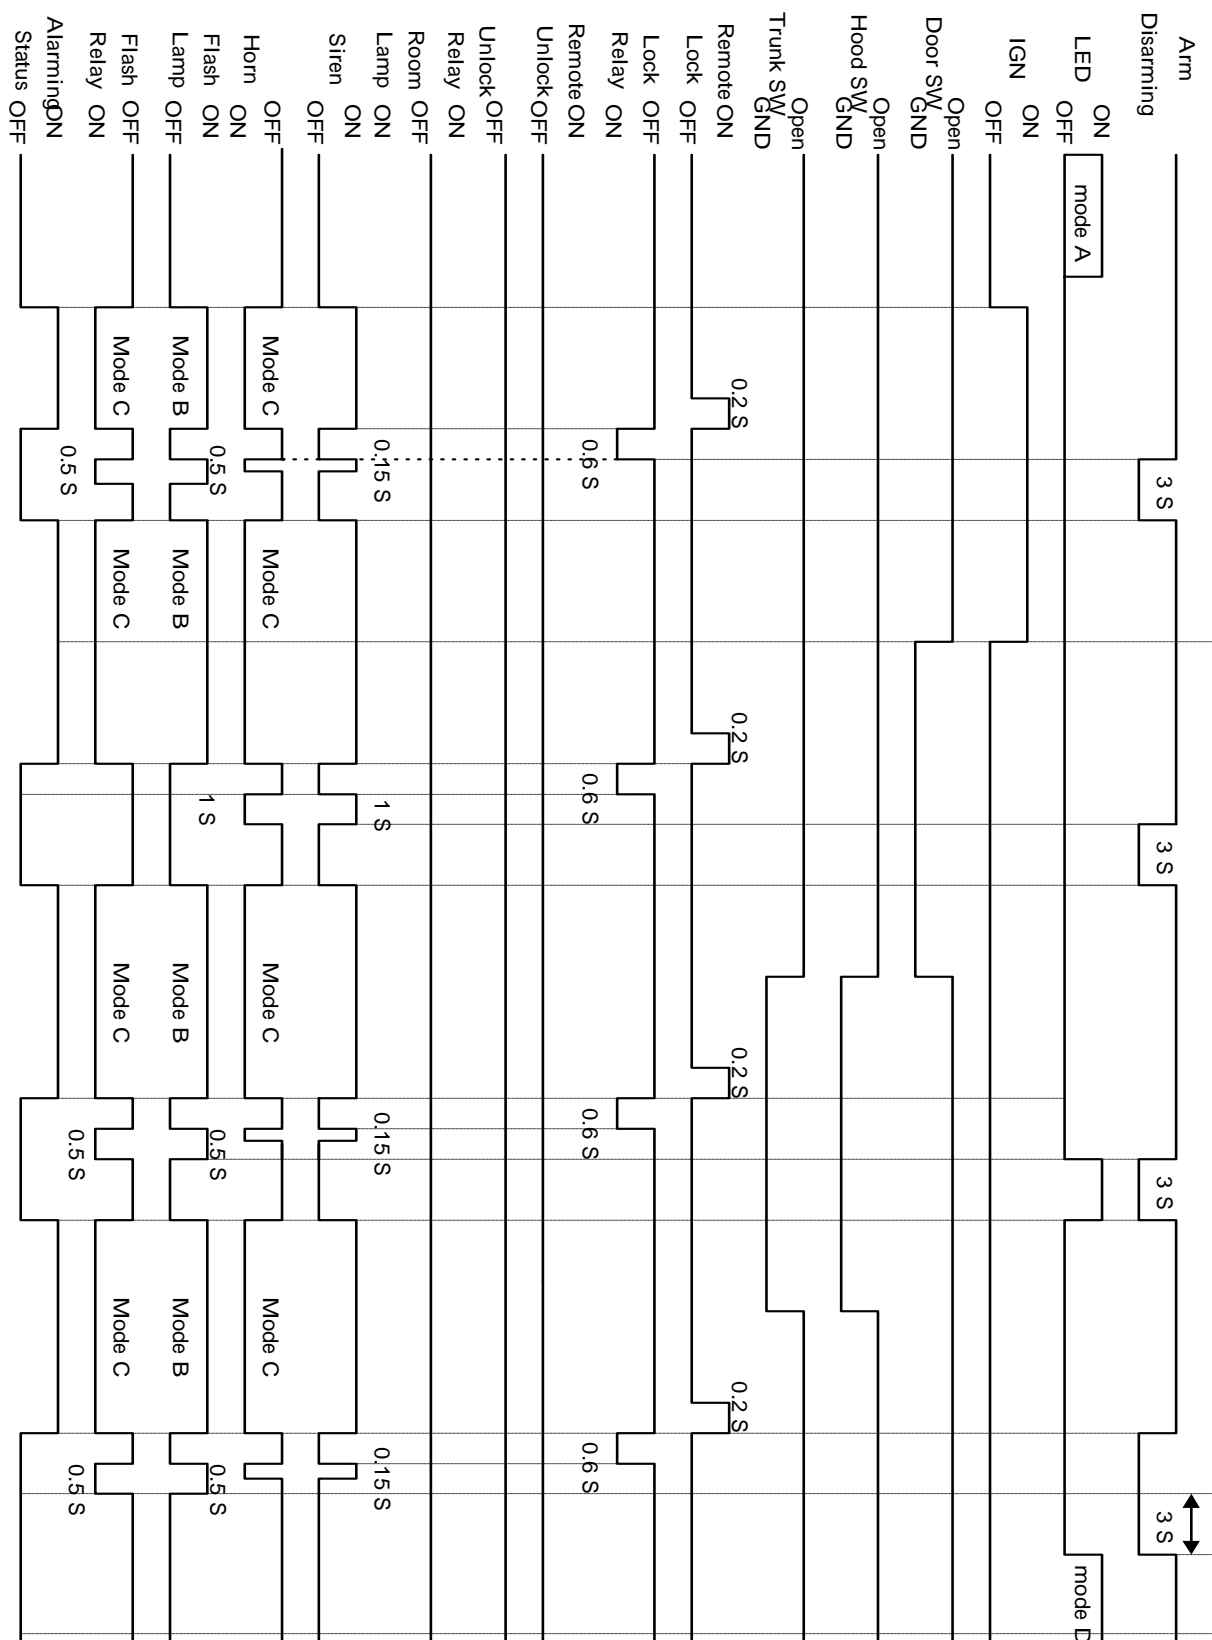 Arm
Disarming
3 S
3 S
3 S
3 S
LED
ON
OFF
mode A
mode D
IGN
ON
OFF
Door SW
Open
GND
Hood SW
Open
GND
Trunk SW
Open
GND
Remote ON
Lock OFF
0.2 S
0.2 S
0.2 S
0.2 S
Lock OFF
Relay ON
0.6 S
0.6 S
0.6 S
0.6 S
Remote ON
Unlock OFF
Unlock OFF
Relay ON
Room OFF
Lamp ON
0.15 S
1 S
0.15 S
0.15 S
Siren ON
OFF
Horn OFF
ON
Mode C
Mode C
Mode C
Mode C
Flash ON
Lamp OFF
0.5 S
1 S
0.5 S
0.5 S
Mode B
Mode B
Mode B
Mode B
Flash OFF
Relay ON
Mode C
Mode C
Mode C
Mode C
0.5 S
0.5 S
0.5 S
Alarming ON
Status OFF